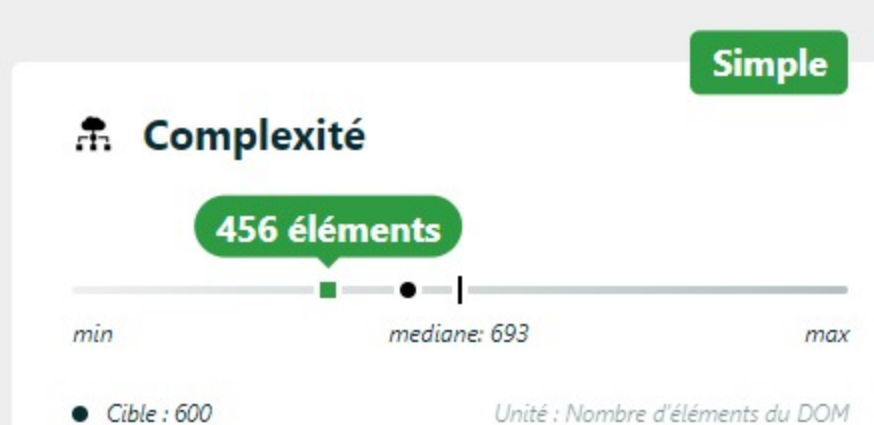 Simple
Complexité
456 éléments
min mediane: 693 max
Cible : 600 Unité : Nombre d'éléments du DOM